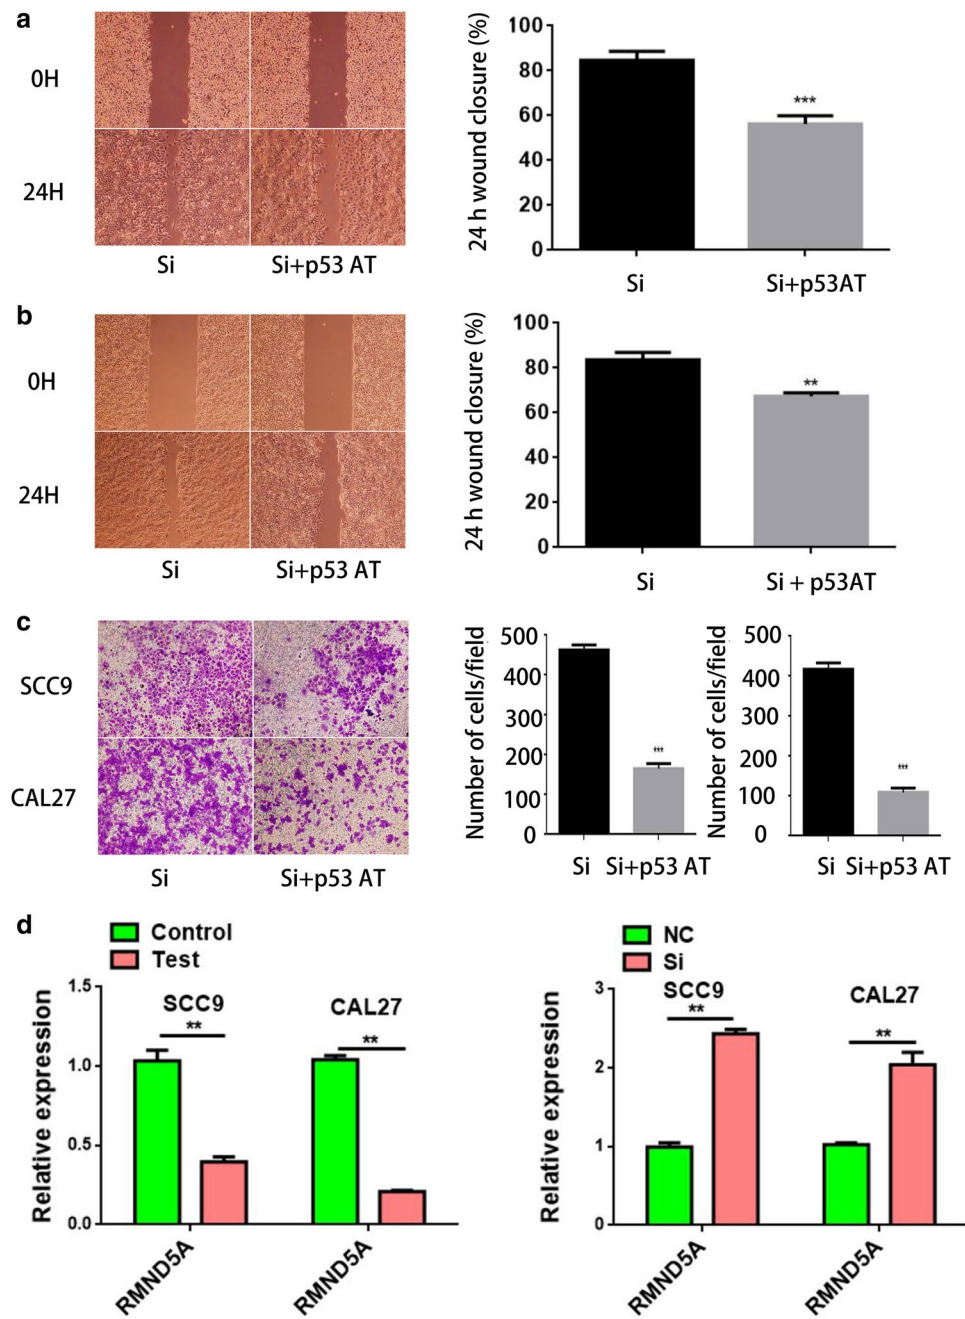 a
0H
24H
Si
Si+p53 AT
24 h wound closure (%)
100
80
60
40
20
0
***
Si
Si+p53AT
b
0H
24H
Si
Si+p53 AT
24 h wound closure (%)
100
80
60
40
20
0
**
Si
Si + p53AT
c
SCC9
CAL27
Si
Si+p53 AT
Number of cells/field
500
400
300
200
100
0
***
Si
Si+p53 AT
Number of cells/field
500
400
300
200
100
0
***
Si
Si+p53 AT
d
Control
Test
Relative expression
1.5
1.0
0.5
0.0
SCC9
**
CAL27
**
RMND5A
RMND5A
NC
Si
Relative expression
3
2
1
0
SCC9
**
CAL27
**
RMND5A
RMND5A